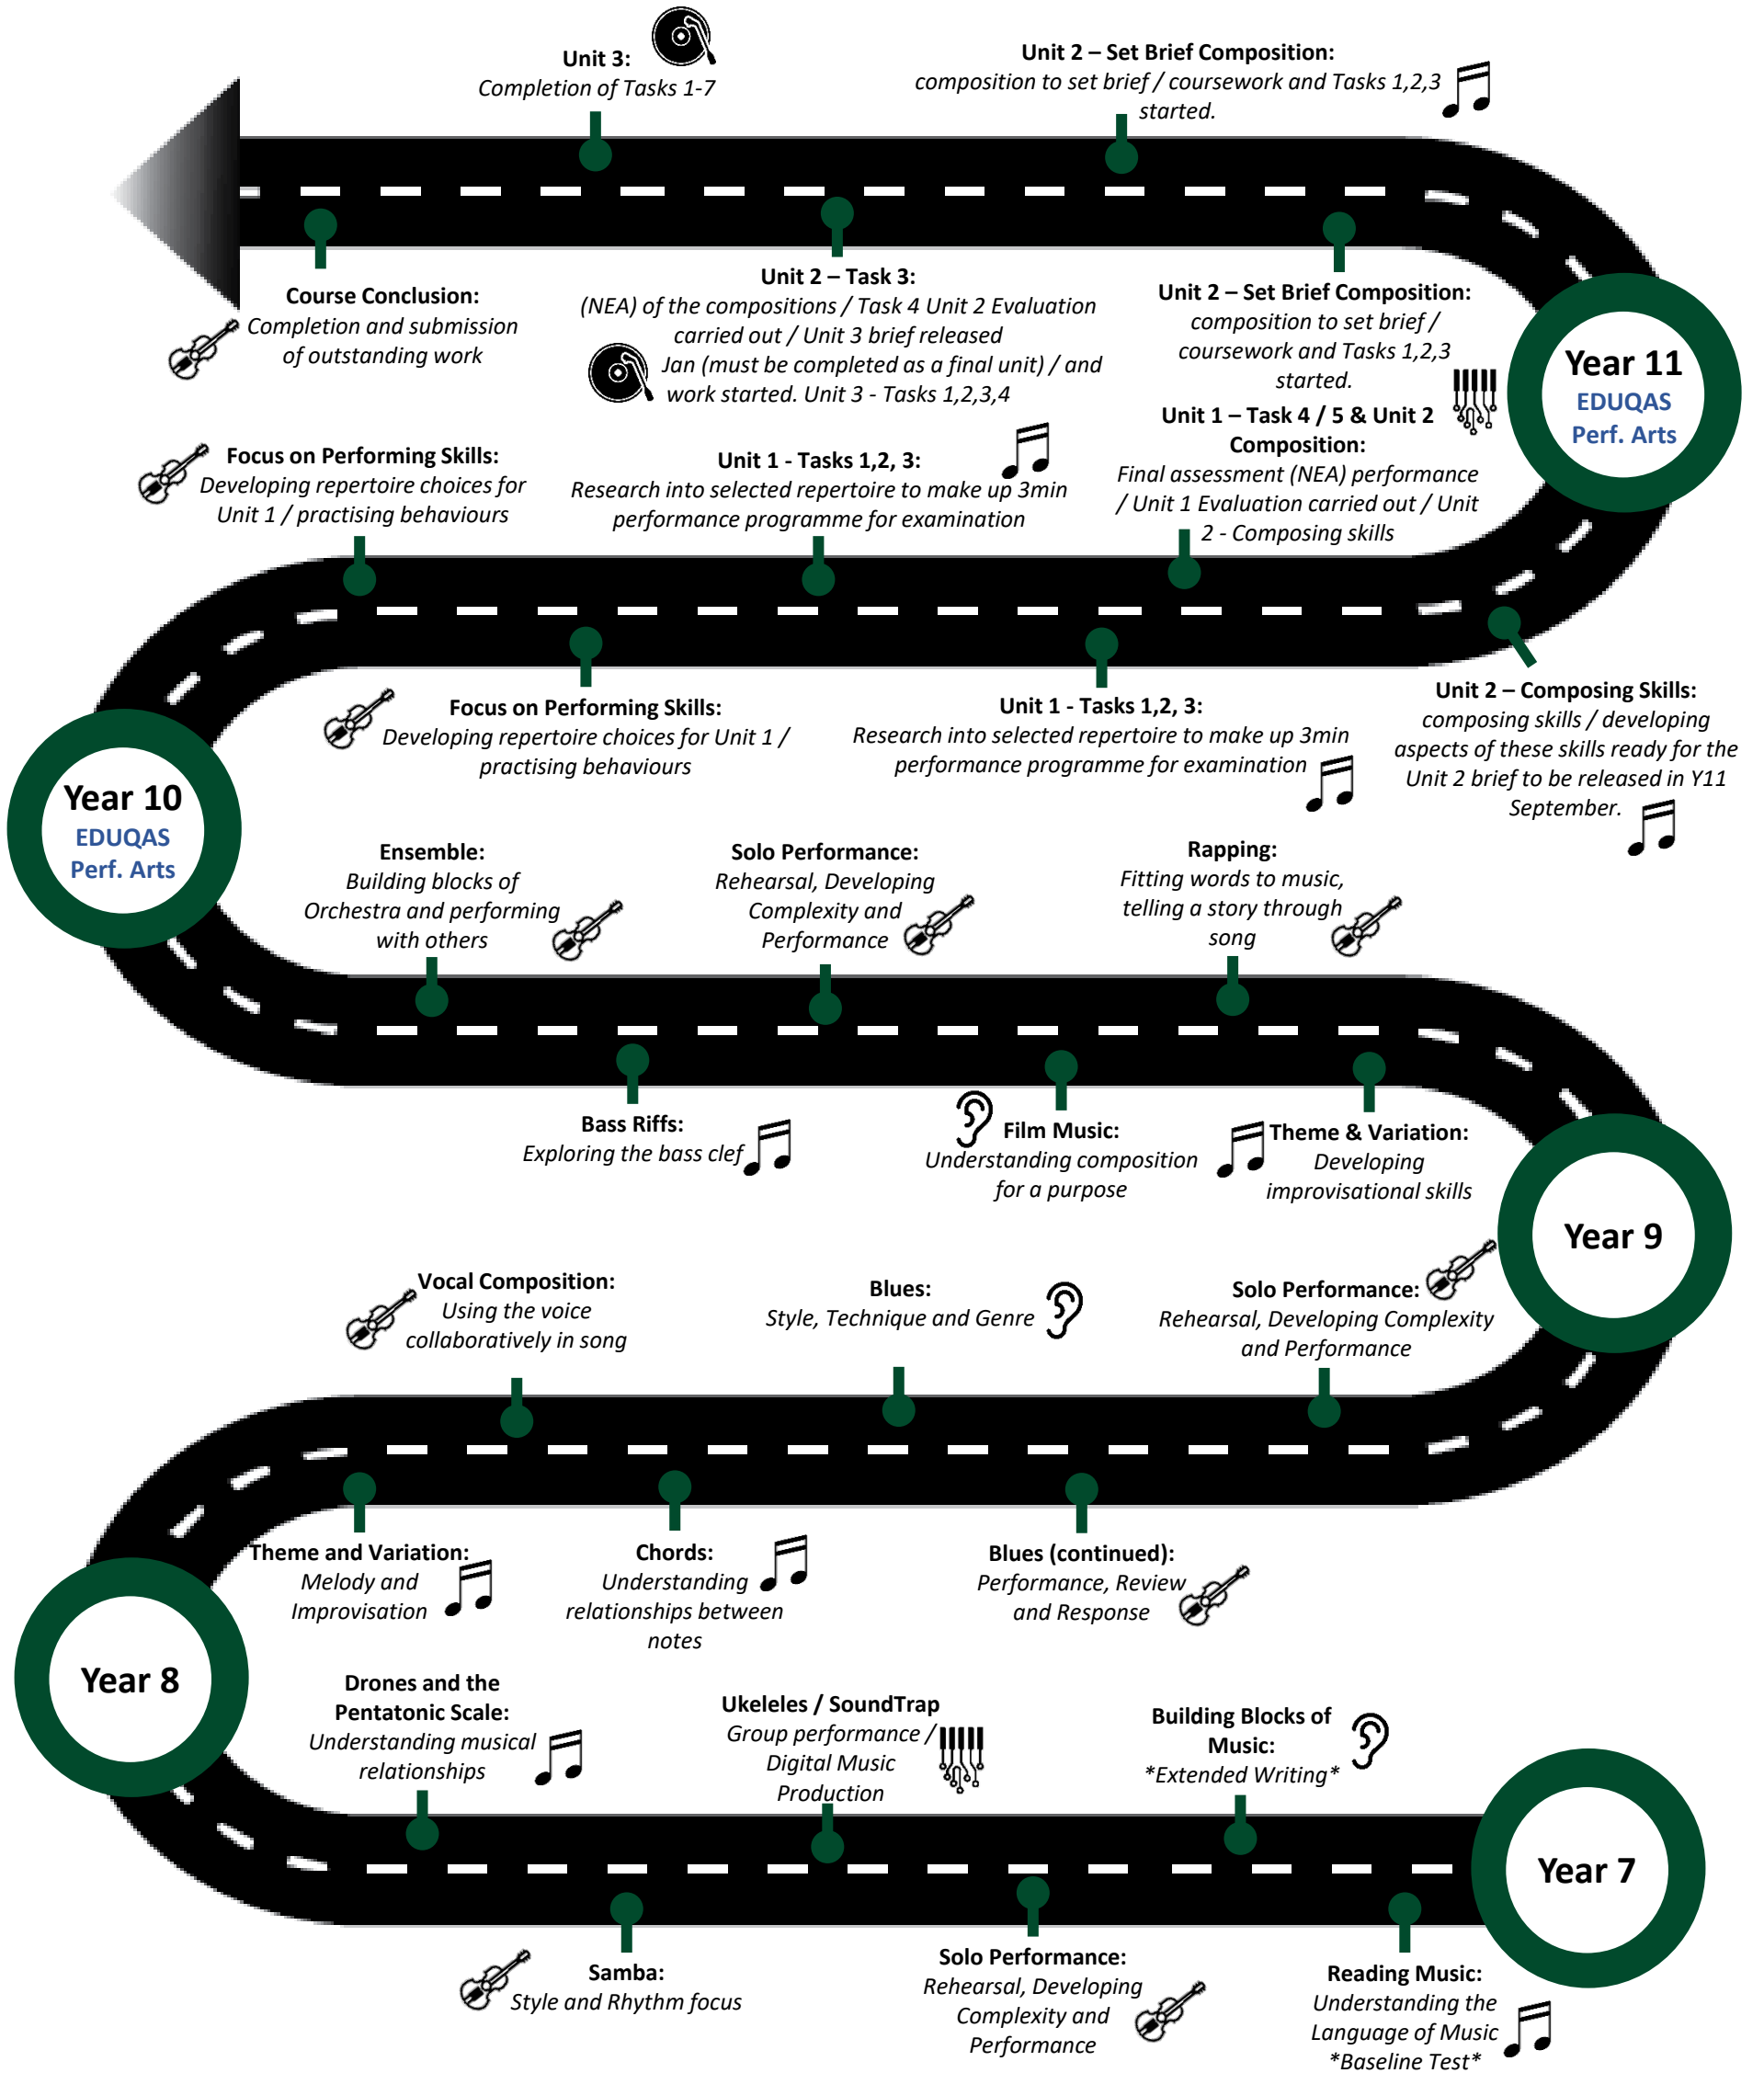 Unit 3:
Completion of Tasks 1-7
Unit 2 – Set Brief Composition:
composition to set brief / coursework and Tasks 1,2,3
started.
Course Conclusion:
Completion and submission
of outstanding work
Unit 2 – Task 3:
(NEA) of the compositions / Task 4 Unit 2 Evaluation
carried out / Unit 3 brief released
Jan (must be completed as a final unit) / and
work started. Unit 3 - Tasks 1,2,3,4
Unit 2 – Set Brief Composition:
composition to set brief /
coursework and Tasks 1,2,3
started.
Year 11
EDUQAS
Perf. Arts
Focus on Performing Skills:
Developing repertoire choices for
Unit 1 / practising behaviours
Unit 1 - Tasks 1,2, 3:
Research into selected repertoire to make up 3min
performance programme for examination
Unit 1 – Task 4 / 5 & Unit 2
Composition:
Final assessment (NEA) performance
/ Unit 1 Evaluation carried out / Unit
2 - Composing skills
Focus on Performing Skills:
Developing repertoire choices for Unit 1 /
practising behaviours
Unit 1 - Tasks 1,2, 3:
Research into selected repertoire to make up 3min
performance programme for examination
Unit 2 – Composing Skills:
composing skills / developing
aspects of these skills ready for the
Unit 2 brief to be released in Y11
September.
Year 10
EDUQAS
Perf. Arts
Ensemble:
Building blocks of
Orchestra and performing
with others
Solo Performance:
Rehearsal, Developing
Complexity and
Performance
Rapping:
Fitting words to music,
telling a story through
song
Bass Riffs:
Exploring the bass clef
Film Music:
Understanding composition
for a purpose
Theme & Variation:
Developing
improvisational skills
Year 9
Vocal Composition:
Using the voice
collaboratively in song
Blues:
Style, Technique and Genre
Solo Performance:
Rehearsal, Developing Complexity
and Performance
Theme and Variation:
Melody and
Improvisation
Chords:
Understanding
relationships between
notes
Blues (continued):
Performance, Review
and Response
Year 8
Drones and the
Pentatonic Scale:
Understanding musical
relationships
Ukeleles / SoundTrap
Group performance /
Digital Music
Production
Building Blocks of
Music:
*Extended Writing*
Year 7
Samba:
Style and Rhythm focus
Solo Performance:
Rehearsal, Developing
Complexity and
Performance
Reading Music:
Understanding the
Language of Music
*Baseline Test*